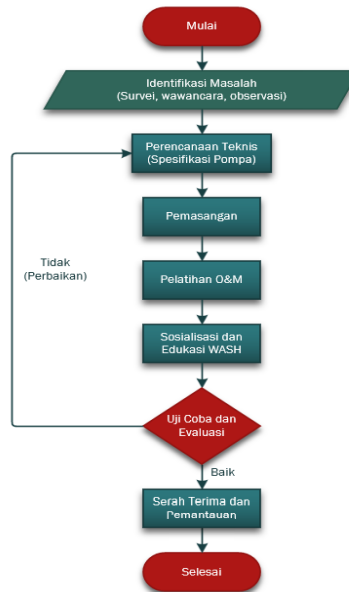 Mulai
Identifikasi Masalah
(Survei, wawancara, observasi)
Perencanaan Teknis
(Spesifikasi Pompa)
Pemasangan
Tidak
(Perbaikan)
Pelatihan O&M
Sosialisasi dan
Edukasi WASH
Uji Coba dan
Evaluasi
Baik
Serah Terima dan
Pemantauan
Selesai